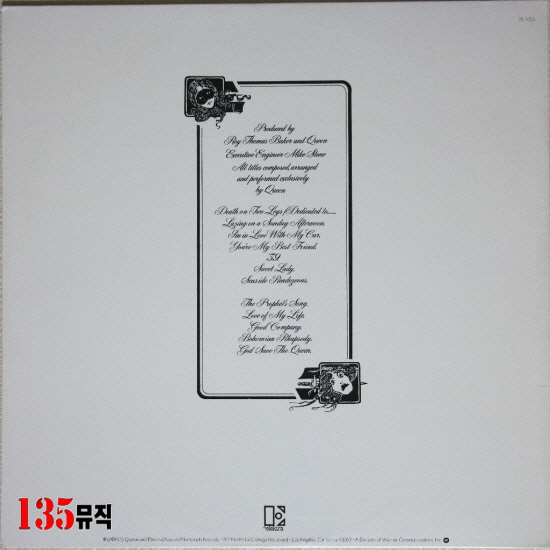 Produced by
Roy Thomas Baker and Queen
Executive Engineer Mike Stone
All titles composed, arranged
and performed exclusively
by Queen
Death on Two Legs (Dedicated to......
Lazing on a Sunday Afternoon.
I'm in Love With My Car.
You're My Best Friend.
'39.
Sweet Lady.
Seaside Rendezvous.
The Prophet's Song.
Love of My Life.
Good Company.
Bohemian Rhapsody.
God Save The Queen.
elektra
135뮤직